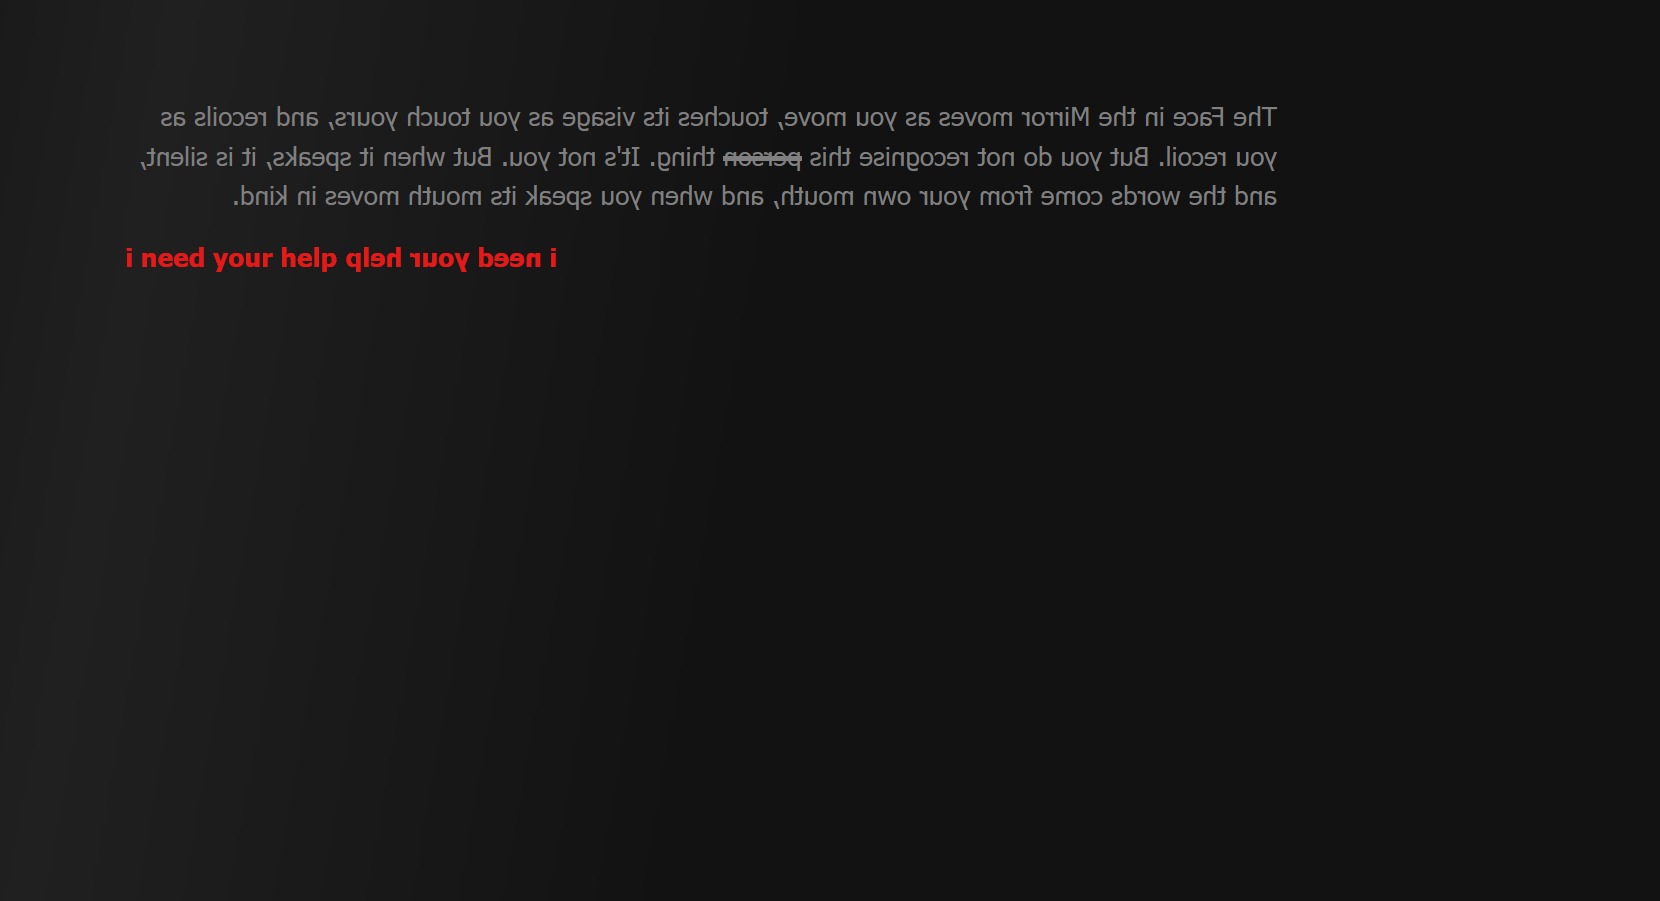 The Face in the Mirror moves as you move, touches its visage as you touch yours, and recoils as
you recoil. But you do not recognise this person thing. It's not you. But when it speaks, it is silent,
and the words come from your own mouth, and when you speak its mouth moves in kind.
i need your help help your need i